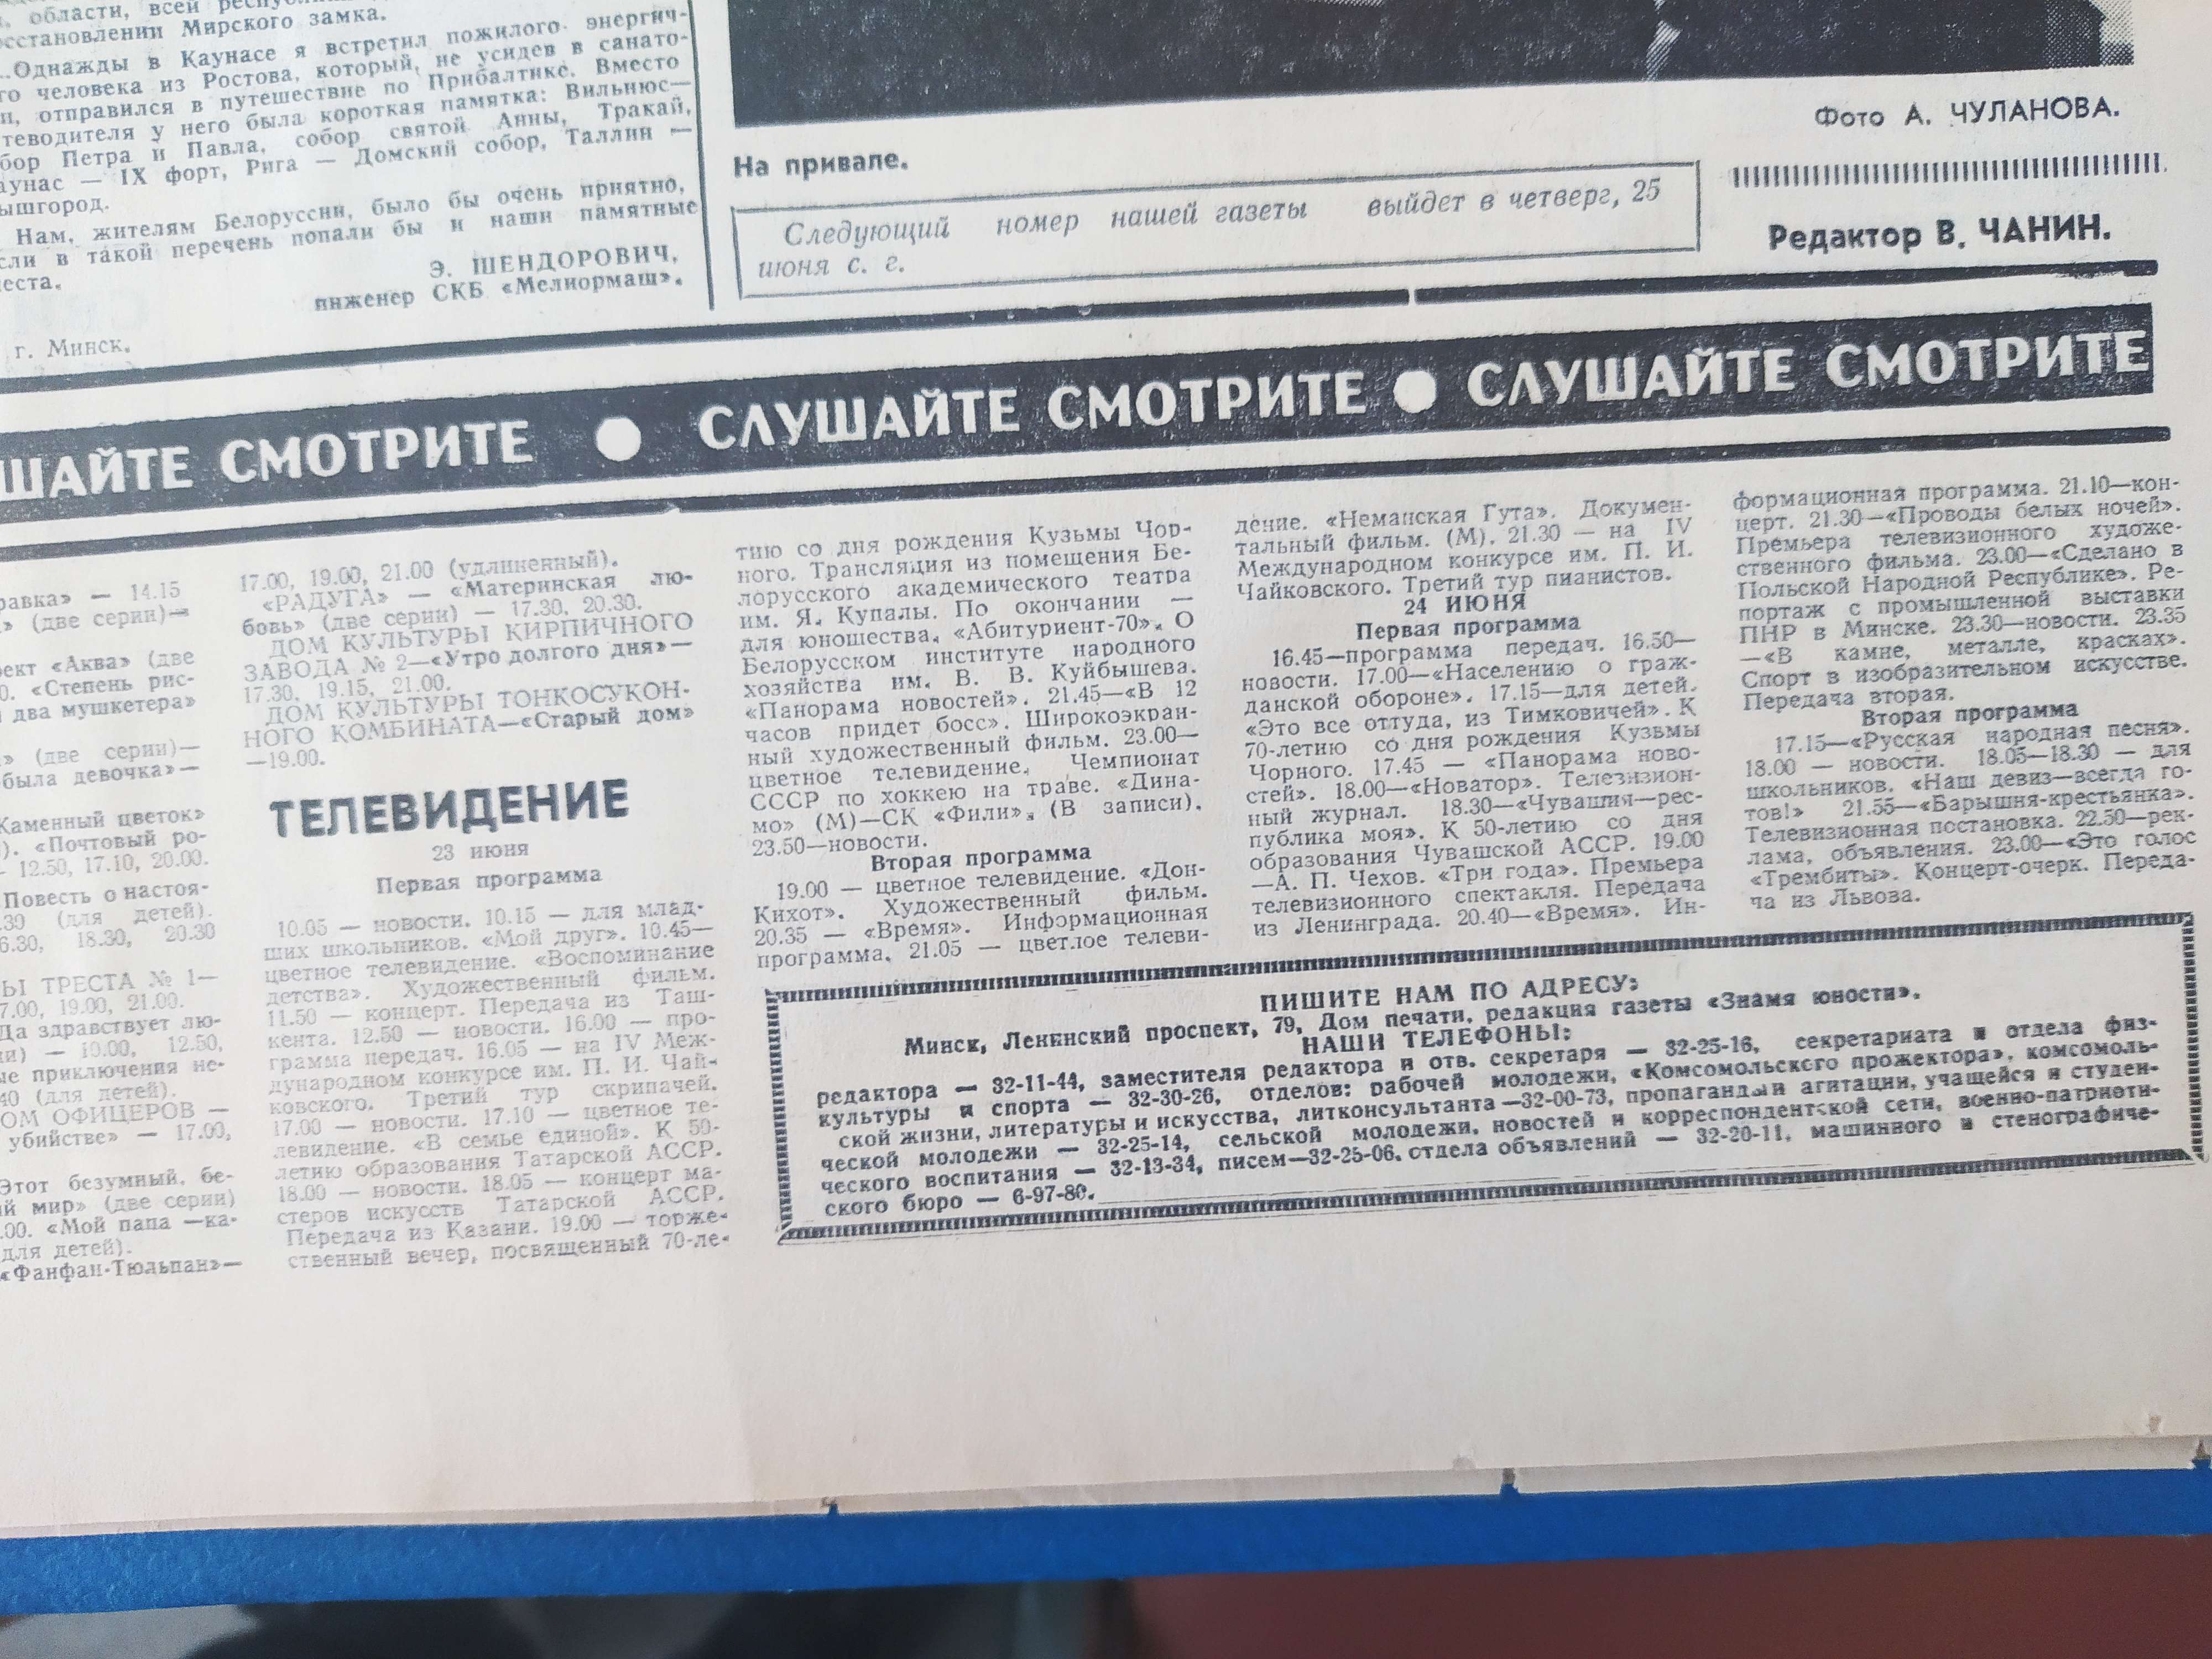 области, всей
восстановлении Мирского замка.
...Однажды в Каунасе я встретил пожилого энергич-
го человека из Ростова, который, не усидев в санато-
и, отправился в путешествие по Прибалтике. Вместо
теводителя у него была короткая памятка: Вильнюс—
бор Петра и Павла, собор святой Анны, Тракай,
аунас — IX форт, Рига — Домский собор, Таллин —
ышгород.
Нам, жителям Белоруссии, было бы очень приятно,
сли в такой перечень попали бы и наши памятные
еста.
Э. ШЕНДОРОВИЧ,
инженер СКБ «Мелиормаш».
г. Минск.
Фото А. ЧУЛАНОВА.
На привале.
Следующий номер нашей газеты выйдет в четверг, 25
июня с. г.
Редактор В. ЧАНИН.
ШАЙТЕ СМОТРИТЕ ● СЛУШАЙТЕ СМОТРИТЕ ● СЛУШАЙТЕ СМОТРИТЕ
равка» — 14.15
» (две серии)—
ект «Аква» (две
0. «Степень рис-
два мушкетера»
» (две серии)—
была девочка»—
Каменный цветок»
). «Почтовый ро-
— 12.50, 17.10, 20.00.
Повесть о настоя-
.30 (для детей).
6.30, 18.30, 20.30
Ы ТРЕСТА № 1—
7.00, 19.00, 21.00.
Да здравствует лю-
и) — 10.00, 12.50,
ые приключения не-
40 (для детей).
ОМ ОФИЦЕРОВ —
убийстве» — 17.00,
Этот безумный, бе-
й мир» (две серии)
.00. «Мой папа —ка-
для детей).
«Фанфан-Тюльпан»—
17.00, 19.00, 21.00 (удлиненный).
«РАДУГА» — «Материнская лю-
бовь» (две серии) — 17.30, 20.30.
ДОМ КУЛЬТУРЫ КИРПИЧНОГО
ЗАВОДА № 2—«Утро долгого дня»—
17.30, 19.15, 21.00.
ДОМ КУЛЬТУРЫ ТОНКОСУКОН-
НОГО КОМБИНАТА—«Старый дом»
—19.00.
ТЕЛЕВИДЕНИЕ
23 июня
Первая программа
10.05 — новости. 10.15 — для млад-
ших школьников. «Мой друг». 10.45—
цветное телевидение. «Воспоминание
детства». Художественный фильм.
11.50 — концерт. Передача из Таш-
кента. 12.50 — новости. 16.00 — про-
грамма передач. 16.05 — на IV Меж-
дународном конкурсе им. П. И. Чай-
ковского. Третий тур скрипачей.
17.00 — новости. 17.10 — цветное те-
левидение. «В семье единой». К 50-
летию образования Татарской АССР.
18.00 — новости. 18.05 — концерт ма-
стеров искусств Татарской АССР.
Передача из Казани. 19.00 — торже-
ственный вечер, посвященный 70-ле-
тию со дня рождения Кузьмы Чор-
ного. Трансляция из помещения Бе-
лорусского академического театра
им. Я. Купалы. По окончании —
для юношества. «Абитуриент-70». О
Белорусском институте народного
хозяйства им. В. В. Куйбышева.
«Панорама новостей». 21.45—«В 12
часов придет босс». Широкоэкран-
ный художественный фильм. 23.00—
цветное телевидение. Чемпионат
СССР по хоккею на траве. «Дина-
мо» (М)—СК «Фили». (В записи).
23.50—новости.
Вторая программа
19.00 — цветное телевидение. «Дон-
Кихот». Художественный фильм.
20.35 — «Время». Информационная
программа. 21.05 — цветное телеви-
дение. «Неманская Гута». Докумен-
тальный фильм. (М). 21.30 — на IV
Международном конкурсе им. П. И.
Чайковского. Третий тур пианистов.
24 ИЮНЯ
Первая программа
16.45—программа передач. 16.50—
новости. 17.00—«Населению о граж-
данской обороне». 17.15—для детей.
«Это все оттуда, из Тимковичей». К
70-летию со дня рождения Кузьмы
Чорного. 17.45 — «Панорама ново-
стей». 18.00—«Новатор». Телевизион-
ный журнал. 18.30—«Чувашия—рес-
публика моя». К 50-летию со дня
образования Чувашской АССР. 19.00
—А. П. Чехов. «Три года». Премьера
телевизионного спектакля. Передача
из Ленинграда. 20.40—«Время». Ин-
формационная программа. 21.10—кон-
церт. 21.30—«Проводы белых ночей».
Премьера телевизионного художе-
ственного фильма. 23.00—«Сделано в
Польской Народной Республике». Ре-
портаж с промышленной выставки
ПНР в Минске. 23.30—новости. 23.35
—«В камне, металле, красках».
Спорт в изобразительном искусстве.
Передача вторая.
Вторая программа
17.15—«Русская народная песня».
18.00 — новости. 18.05—18.30 — для
школьников. «Наш девиз—всегда го-
тов!» 21.55—«Барышня-крестьянка».
Телевизионная постановка. 22.50—рек-
лама, объявления. 23.00—«Это голос
«Трембиты». Концерт-очерк. Переда-
ча из Львова.
ПИШИТЕ НАМ ПО АДРЕСУ:
Минск, Ленинский проспект, 79, Дом печати, редакция газеты «Знамя юности».
НАШИ ТЕЛЕФОНЫ:
редактора — 32-11-44, заместителя редактора и отв. секретаря — 32-25-16, секретариата и отдела физ-
культуры и спорта — 32-30-26, отделов: рабочей молодежи, «Комсомольского прожектора», комсомоль-
ской жизни, литературы и искусства, литконсультанта —32-00-73, пропаганды и агитации, учащейся и студен-
ческой молодежи — 32-25-14, сельской молодежи, новостей и корреспондентской сети, военно-патриоти-
ческого воспитания — 32-13-34, писем—32-25-06, отдела объявлений — 32-20-11, машинного и стенографиче-
ского бюро — 6-97-80.